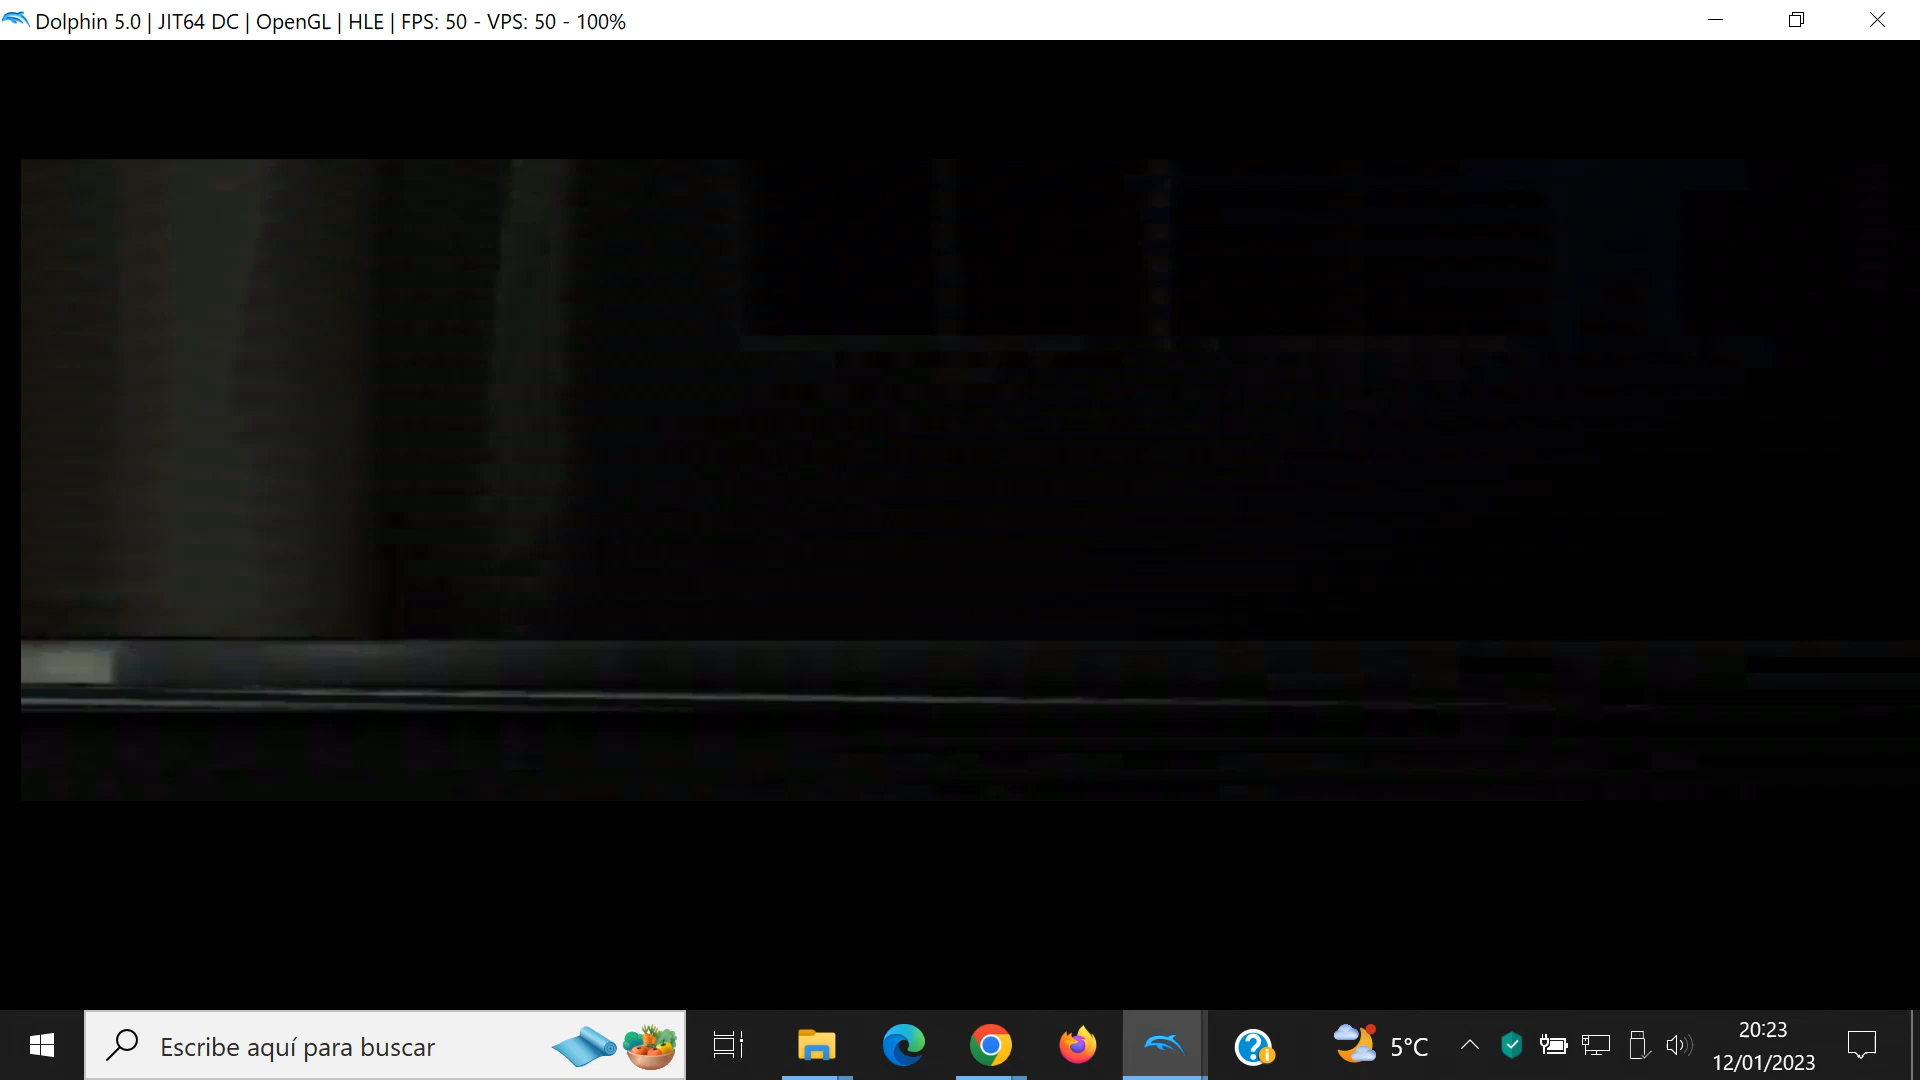 Dolphin 5.0 | JIT64 DC | OpenGL | HLE | FPS: 50 - VPS: 50 - 100%
Escribe aquí para buscar
5°C
20:23
12/01/2023